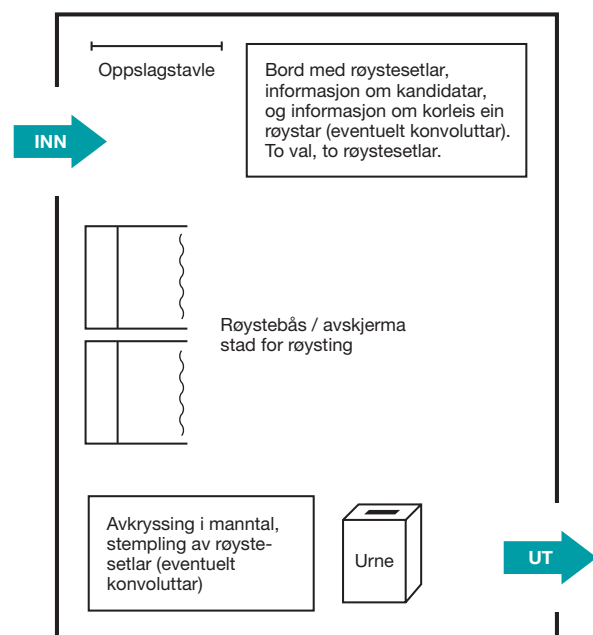 Oppslagstavle
Bord med røystesetlar,
informasjon om kandidatar,
og informasjon om korleis ein
røystar (eventuelt konvoluttar).
To val, to røystesetlar.
INN
Røystebås / avskjerma
stad for røysting
Avkryssing i manntal,
stempling av røyste-
setlar (eventuelt
konvoluttar)
Urne
UT